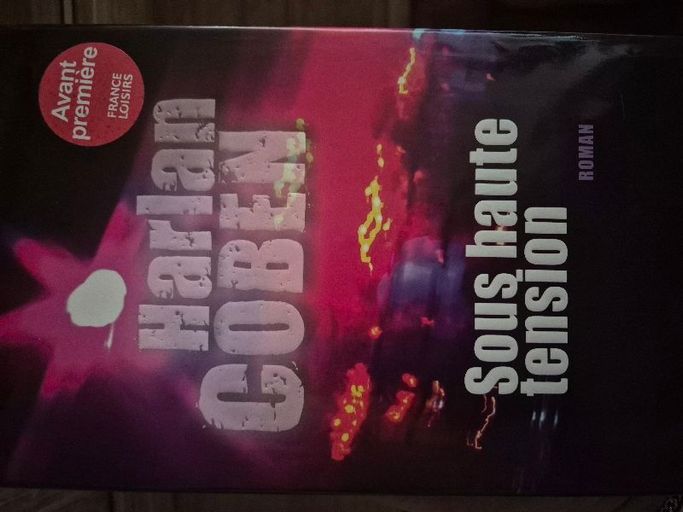 Avant
première
FRANCE
LOISIRS
Harlan
COBEN
Sous haute
tension
ROMAN